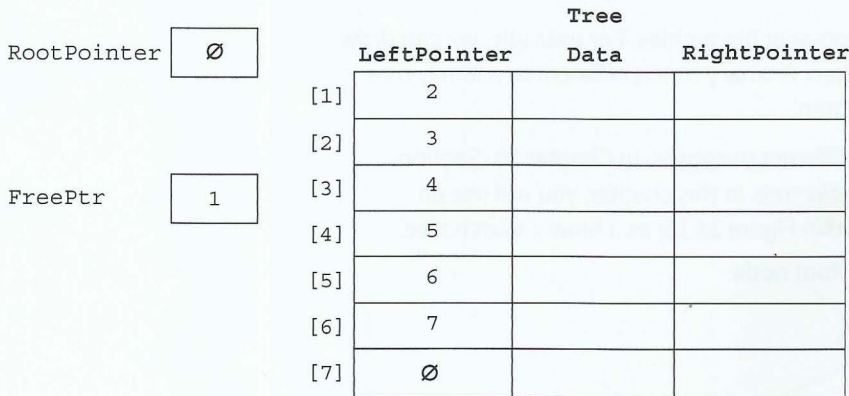 Tree
RootPointer Ø LeftPointer Data RightPointer
[1] 2
[2] 3
FreePtr 1 [3] 4
[4] 5
[5] 6
[6] 7
[7] Ø